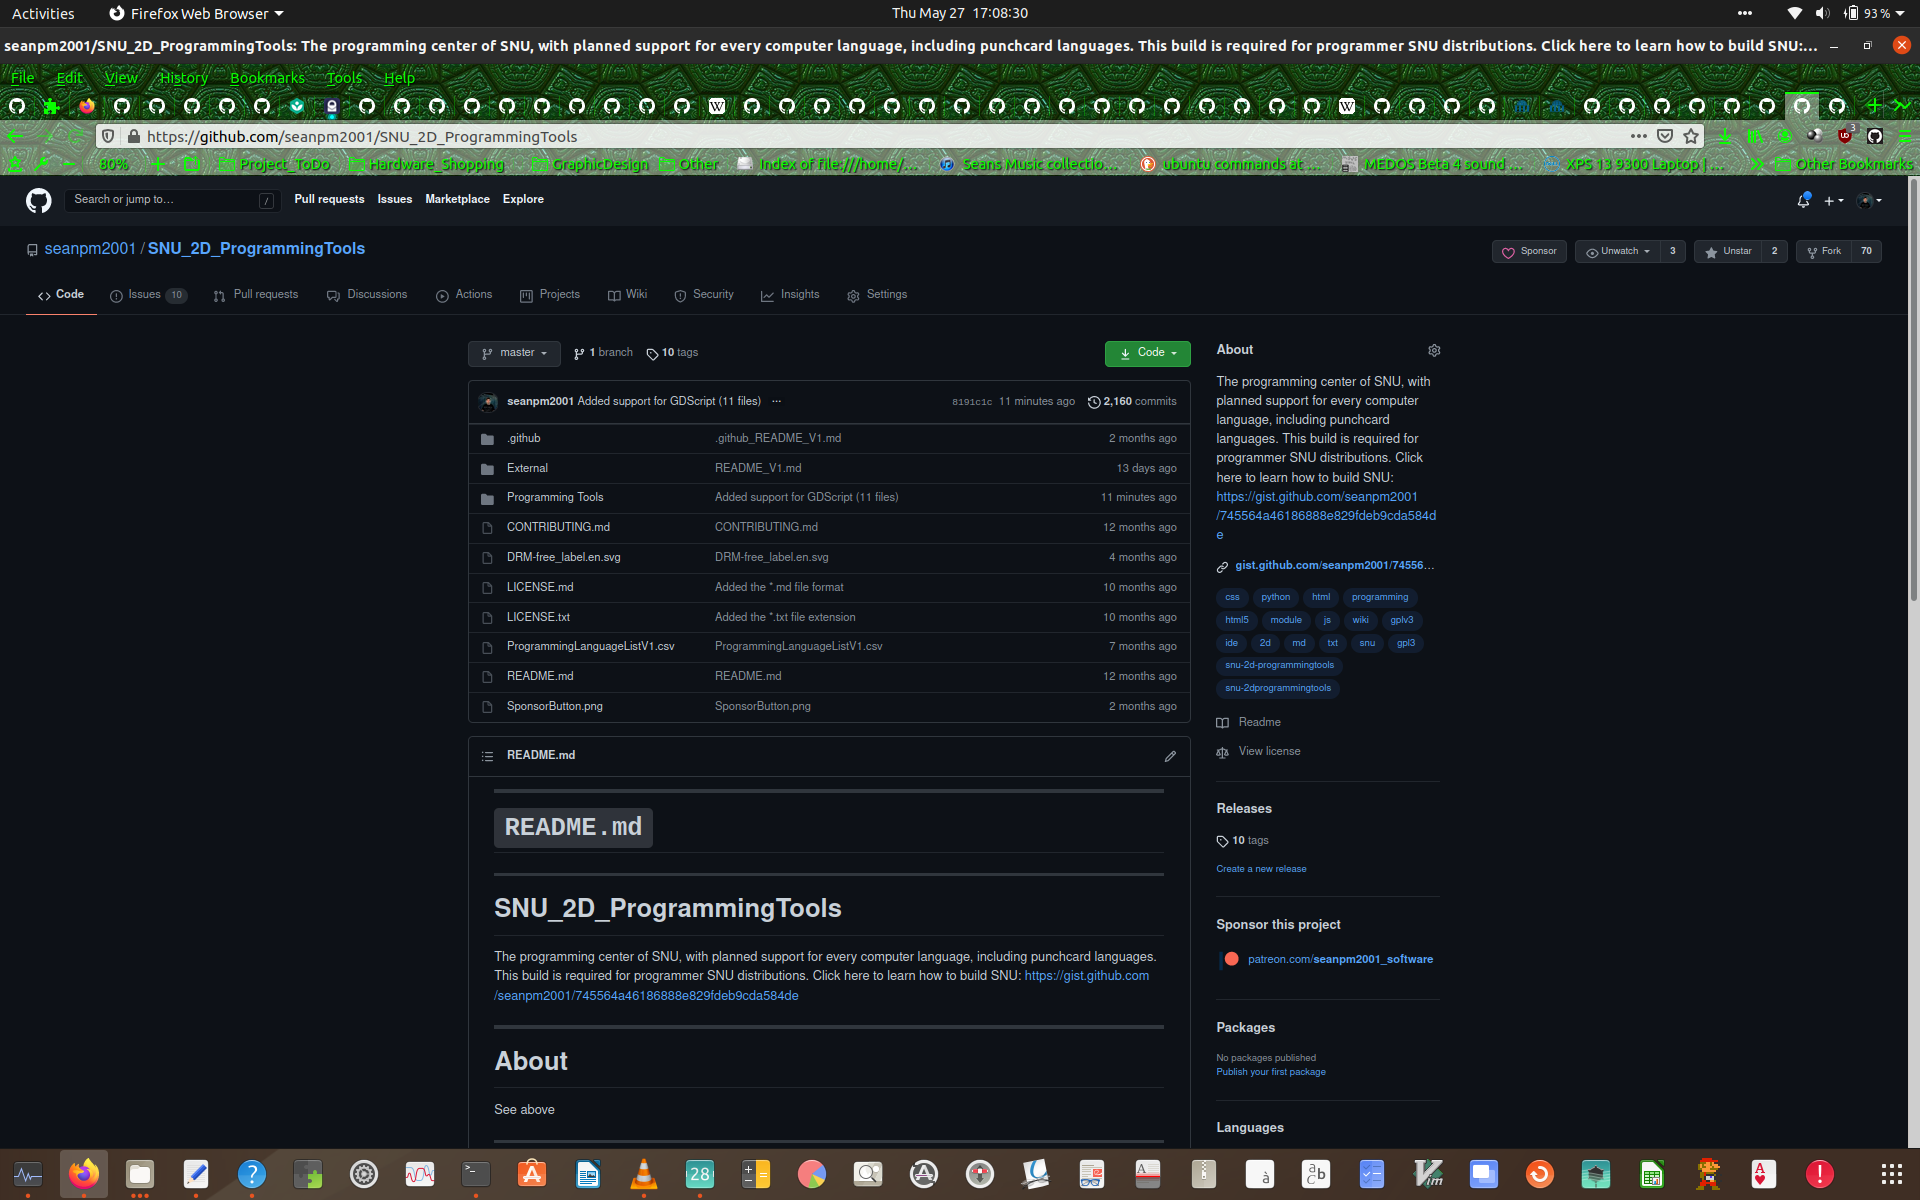 Activities Firefox Web Browser Thu May 27 17:08:30 93 %
seanpm2001/SNU_2D_ProgrammingTools: The programming center of SNU, with planned support for every computer language, including punchcard languages. This build is required for programmer SNU distributions. Click here to learn how to build SNU:...
File Edit View History Bookmarks Tools Help
https://github.com/seanpm2001/SNU_2D_ProgrammingTools 3
80% Project_ToDo Hardware_Shopping GraphicDesign Other Index of file:///home/... Seans Music collectio... ubuntu commands at ... MEDOS Beta 4 sound ... XPS 13 9300 Laptop | ... Other Bookmarks
Search or jump to… / Pull requests Issues Marketplace Explore
seanpm2001 / SNU_2D_ProgrammingTools Sponsor Unwatch 3 Unstar 2 Fork 70
Code Issues 10 Pull requests Discussions Actions Projects Wiki Security Insights Settings
master 1 branch 10 tags Code
seanpm2001 Added support for GDScript (11 files) ... 8191c1c 11 minutes ago 2,160 commits
.github .github_README_V1.md 2 months ago
External README_V1.md 13 days ago
Programming Tools Added support for GDScript (11 files) 11 minutes ago
CONTRIBUTING.md CONTRIBUTING.md 12 months ago
DRM-free_label.en.svg DRM-free_label.en.svg 4 months ago
LICENSE.md Added the *.md file format 10 months ago
LICENSE.txt Added the *.txt file extension 10 months ago
ProgrammingLanguageListV1.csv ProgrammingLanguageListV1.csv 7 months ago
README.md README.md 12 months ago
SponsorButton.png SponsorButton.png 2 months ago
README.md
README.md
SNU_2D_ProgrammingTools
The programming center of SNU, with planned support for every computer language, including punchcard languages.
This build is required for programmer SNU distributions. Click here to learn how to build SNU: https://gist.github.com
/seanpm2001/745564a46186888e829fdeb9cda584de
About
See above
About
The programming center of SNU, with
planned support for every computer
language, including punchcard
languages. This build is required for
programmer SNU distributions. Click
here to learn how to build SNU:
https://gist.github.com/seanpm2001
/745564a46186888e829fdeb9cda584d
e
gist.github.com/seanpm2001/74556...
css python html programming
html5 module js wiki gplv3
ide 2d md txt snu gpl3
snu-2d-programmingtools
snu-2dprogrammingtools
Readme
View license
Releases
10 tags
Create a new release
Sponsor this project
patreon.com/seanpm2001_software
Packages
No packages published
Publish your first package
Languages
28